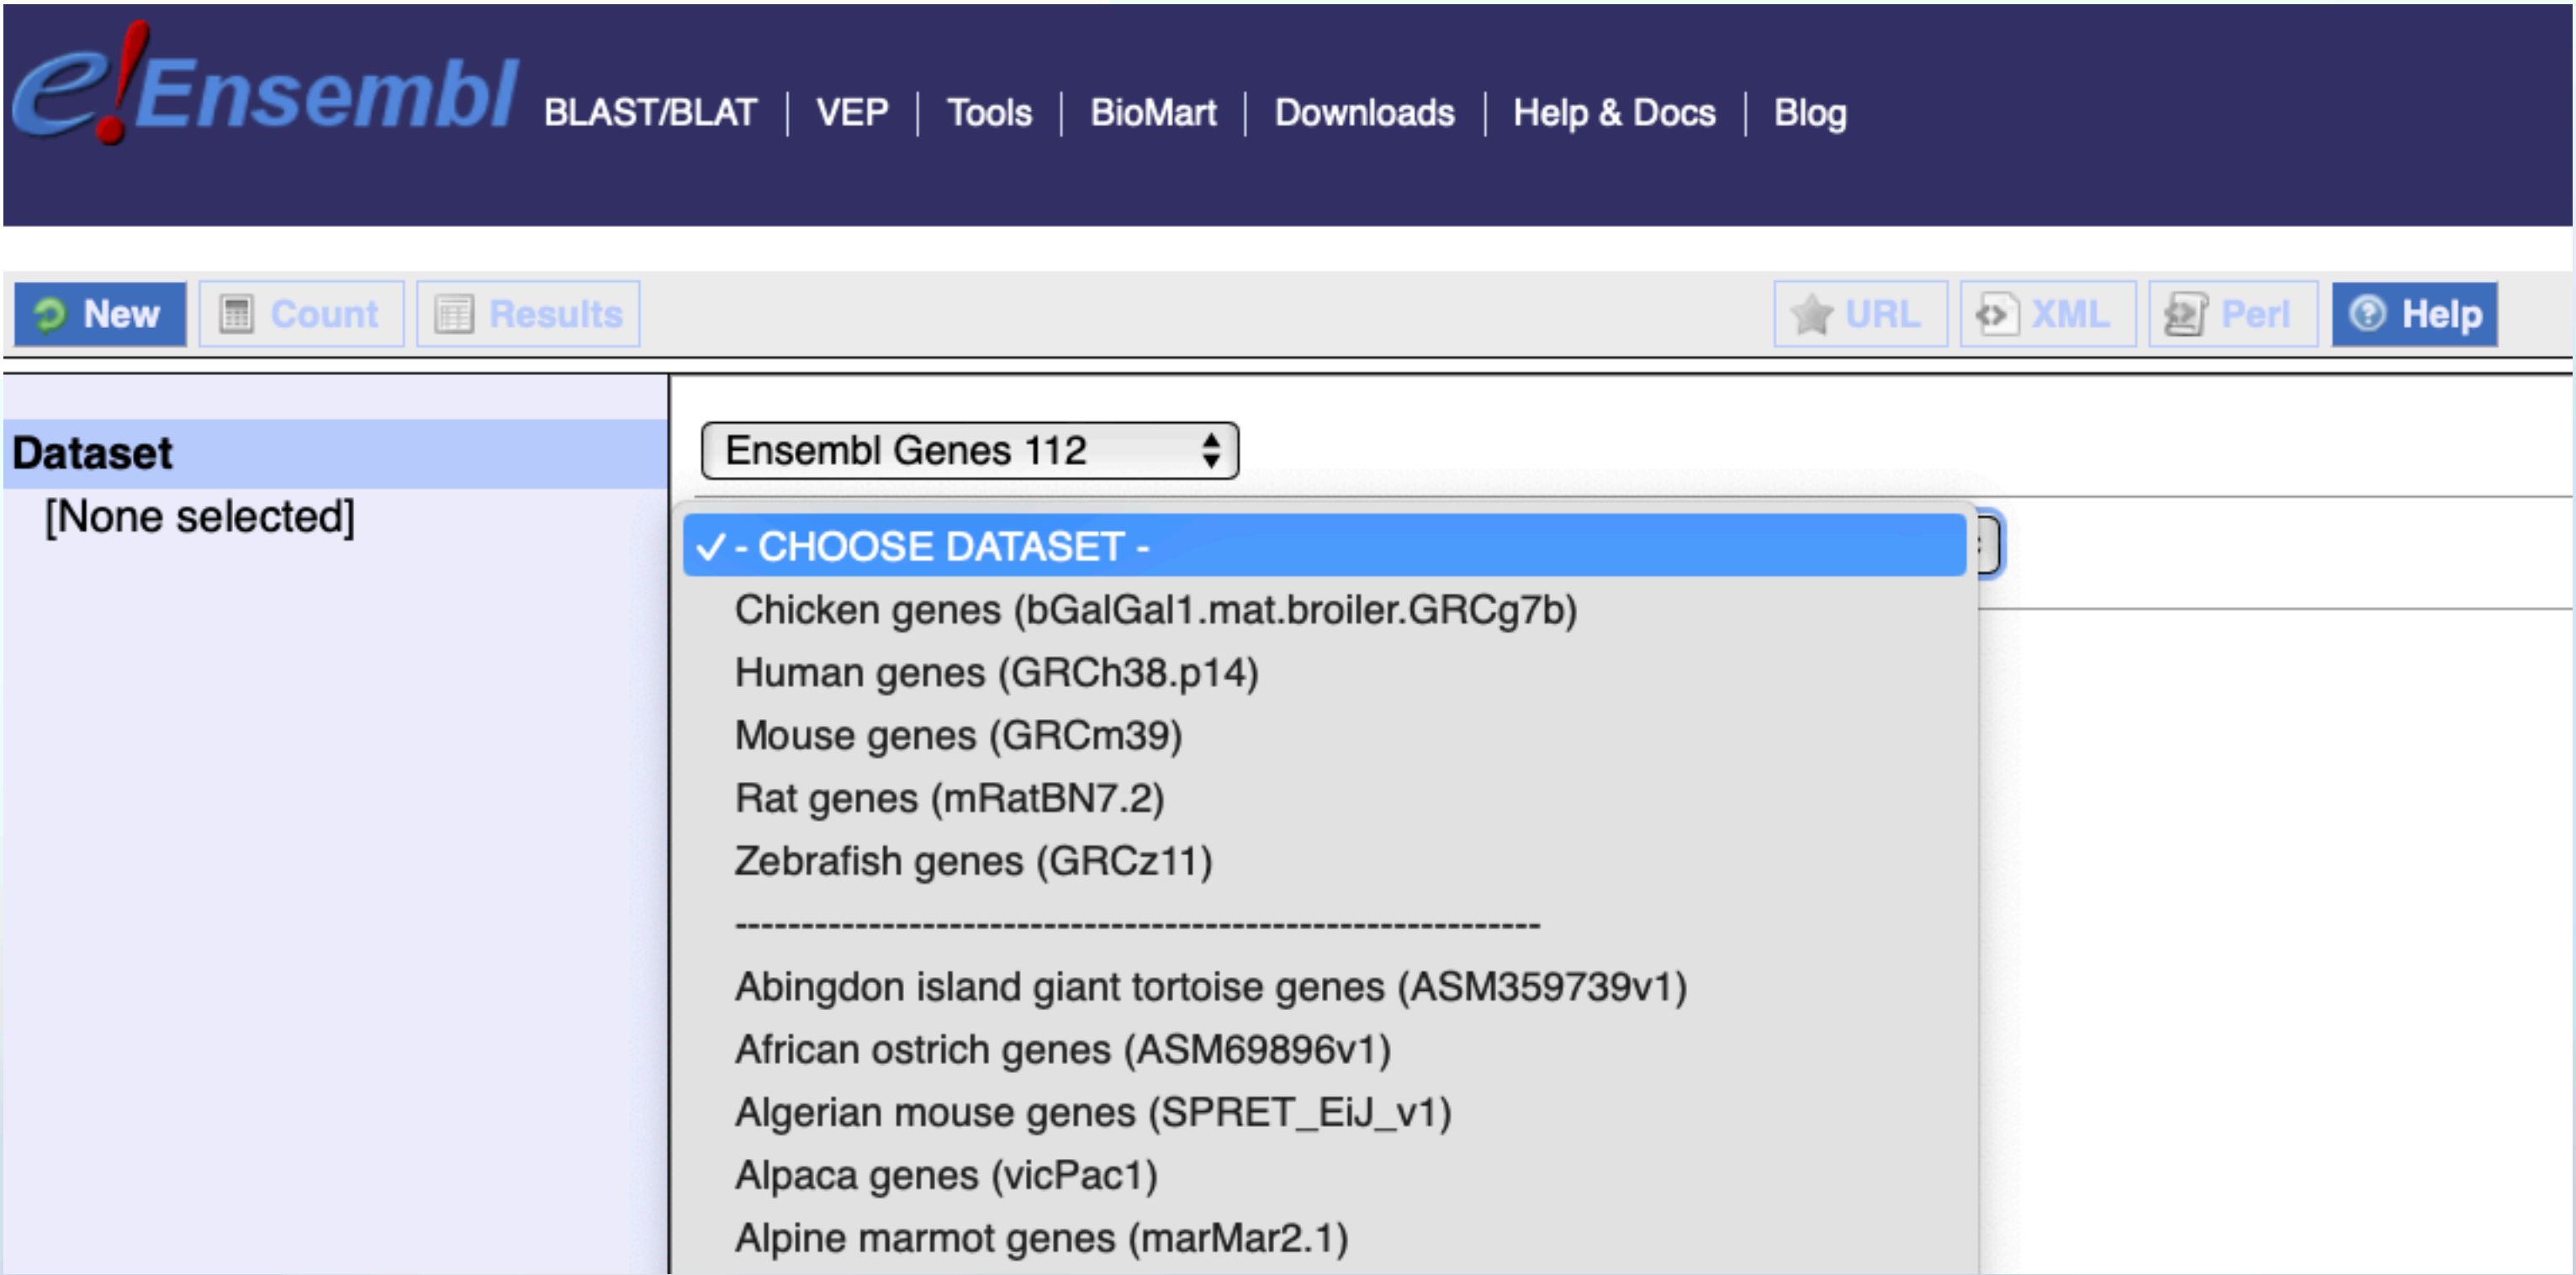 e!Ensembl BLAST/BLAT | VEP | Tools | BioMart | Downloads | Help & Docs | Blog
New Count Results URL XML Perl Help
Dataset
[None selected]
Ensembl Genes 112
✓ - CHOOSE DATASET -
Chicken genes (bGalGal1.mat.broiler.GRCg7b)
Human genes (GRCh38.p14)
Mouse genes (GRCm39)
Rat genes (mRatBN7.2)
Zebrafish genes (GRCz11)
------------------------------------------------------------
Abingdon island giant tortoise genes (ASM359739v1)
African ostrich genes (ASM69896v1)
Algerian mouse genes (SPRET_EiJ_v1)
Alpaca genes (vicPac1)
Alpine marmot genes (marMar2.1)